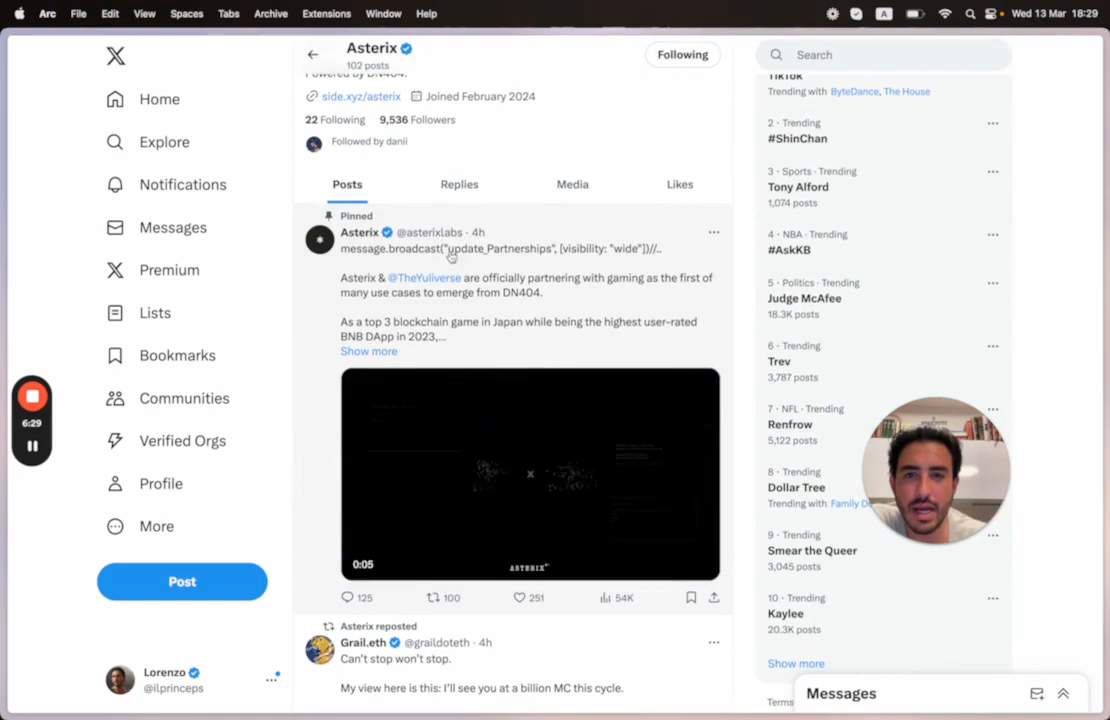 Arc File Edit View Spaces Tabs Archive Extensions Window Help
A
Wed 13 Mar 18:29
Home
Explore
Notifications
Messages
Premium
Lists
Bookmarks
Communities
Verified Orgs
Profile
More
Post
Lorenzo
@ilprinceps
6:29
Asterix
102 posts
Following
Powered by DN404.
side.xyz/asterix Joined February 2024
22 Following 9,536 Followers
Followed by danii
Posts Replies Media Likes
Pinned
Asterix @asterixlabs · 4h
message.broadcast("update_Partnerships", [visibility: "wide"])//..
Asterix & @TheYuliverse are officially partnering with gaming as the first of
many use cases to emerge from DN404.
As a top 3 blockchain game in Japan while being the highest user-rated
BNB DApp in 2023,...
Show more
0:05
ASTERIX
125 100 251 54K
Asterix reposted
Grail.eth @graildoteth · 4h
Can't stop won't stop.
My view here is this: I'll see you at a billion MC this cycle.
Search
TikTok
Trending with ByteDance, The House
2 · Trending
#ShinChan
3 · Sports · Trending
Tony Alford
1,074 posts
4 · NBA · Trending
#AskKB
5 · Politics · Trending
Judge McAfee
18.3K posts
6 · Trending
Trev
3,787 posts
7 · NFL · Trending
Renfrow
5,122 posts
8 · Trending
Dollar Tree
Trending with Family D
9 · Trending
Smear the Queer
3,045 posts
10 · Trending
Kaylee
20.3K posts
Show more
Terms
Messages